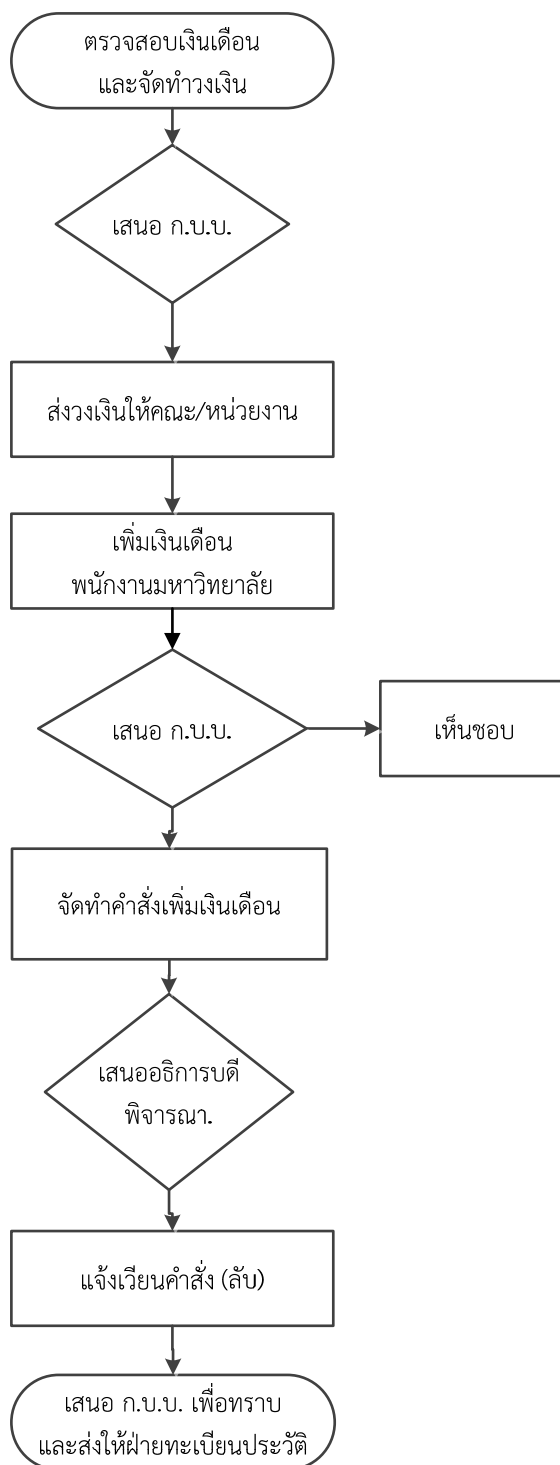 ตรวจสอบเงินเดือน
และจัดทำวงเงิน
เสนอ ก.บ.บ.
ส่งวงเงินให้คณะ/หน่วยงาน
เพิ่มเงินเดือน
พนักงานมหาวิทยาลัย
เสนอ ก.บ.บ.
เห็นชอบ
จัดทำคำสั่งเพิ่มเงินเดือน
เสนออธิการบดี
พิจารณา.
แจ้งเวียนคำสั่ง (ลับ)
เสนอ ก.บ.บ. เพื่อทราบ
และส่งให้ฝ่ายทะเบียนประวัติ